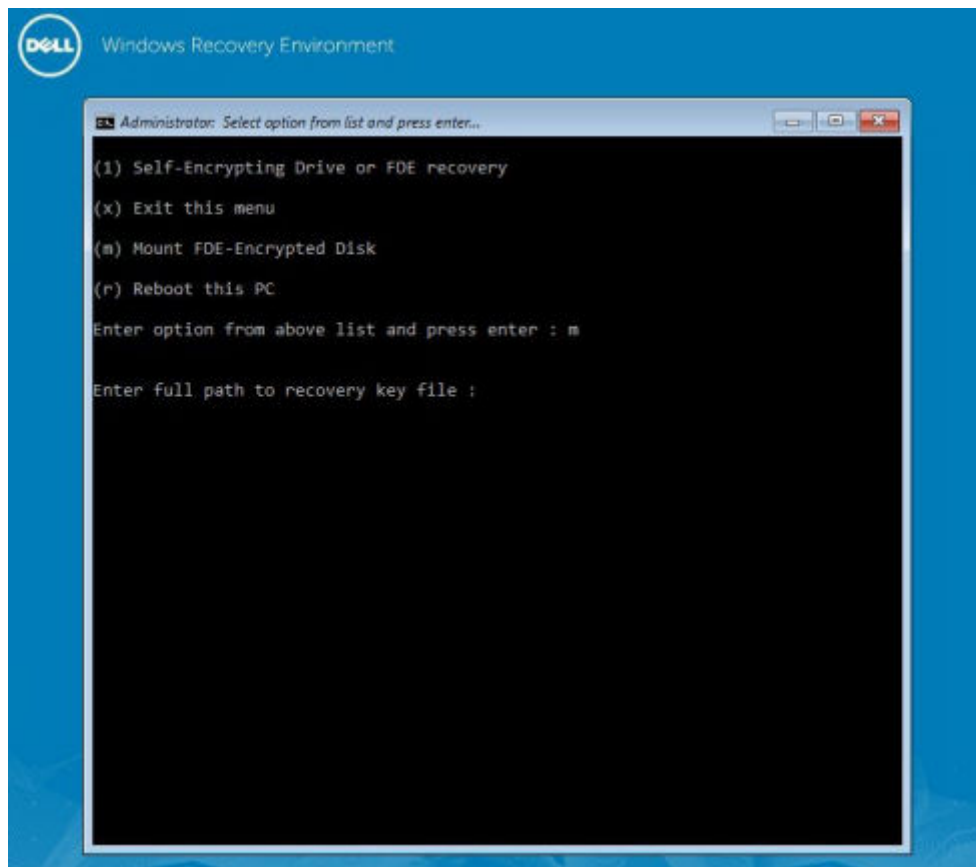 DELL
Windows Recovery Environment
Administrator: Select option from list and press enter...
(1) Self-Encrypting Drive or FDE recovery
(x) Exit this menu
(m) Mount FDE-Encrypted Disk
(r) Reboot this PC
Enter option from above list and press enter : m
Enter full path to recovery key file :